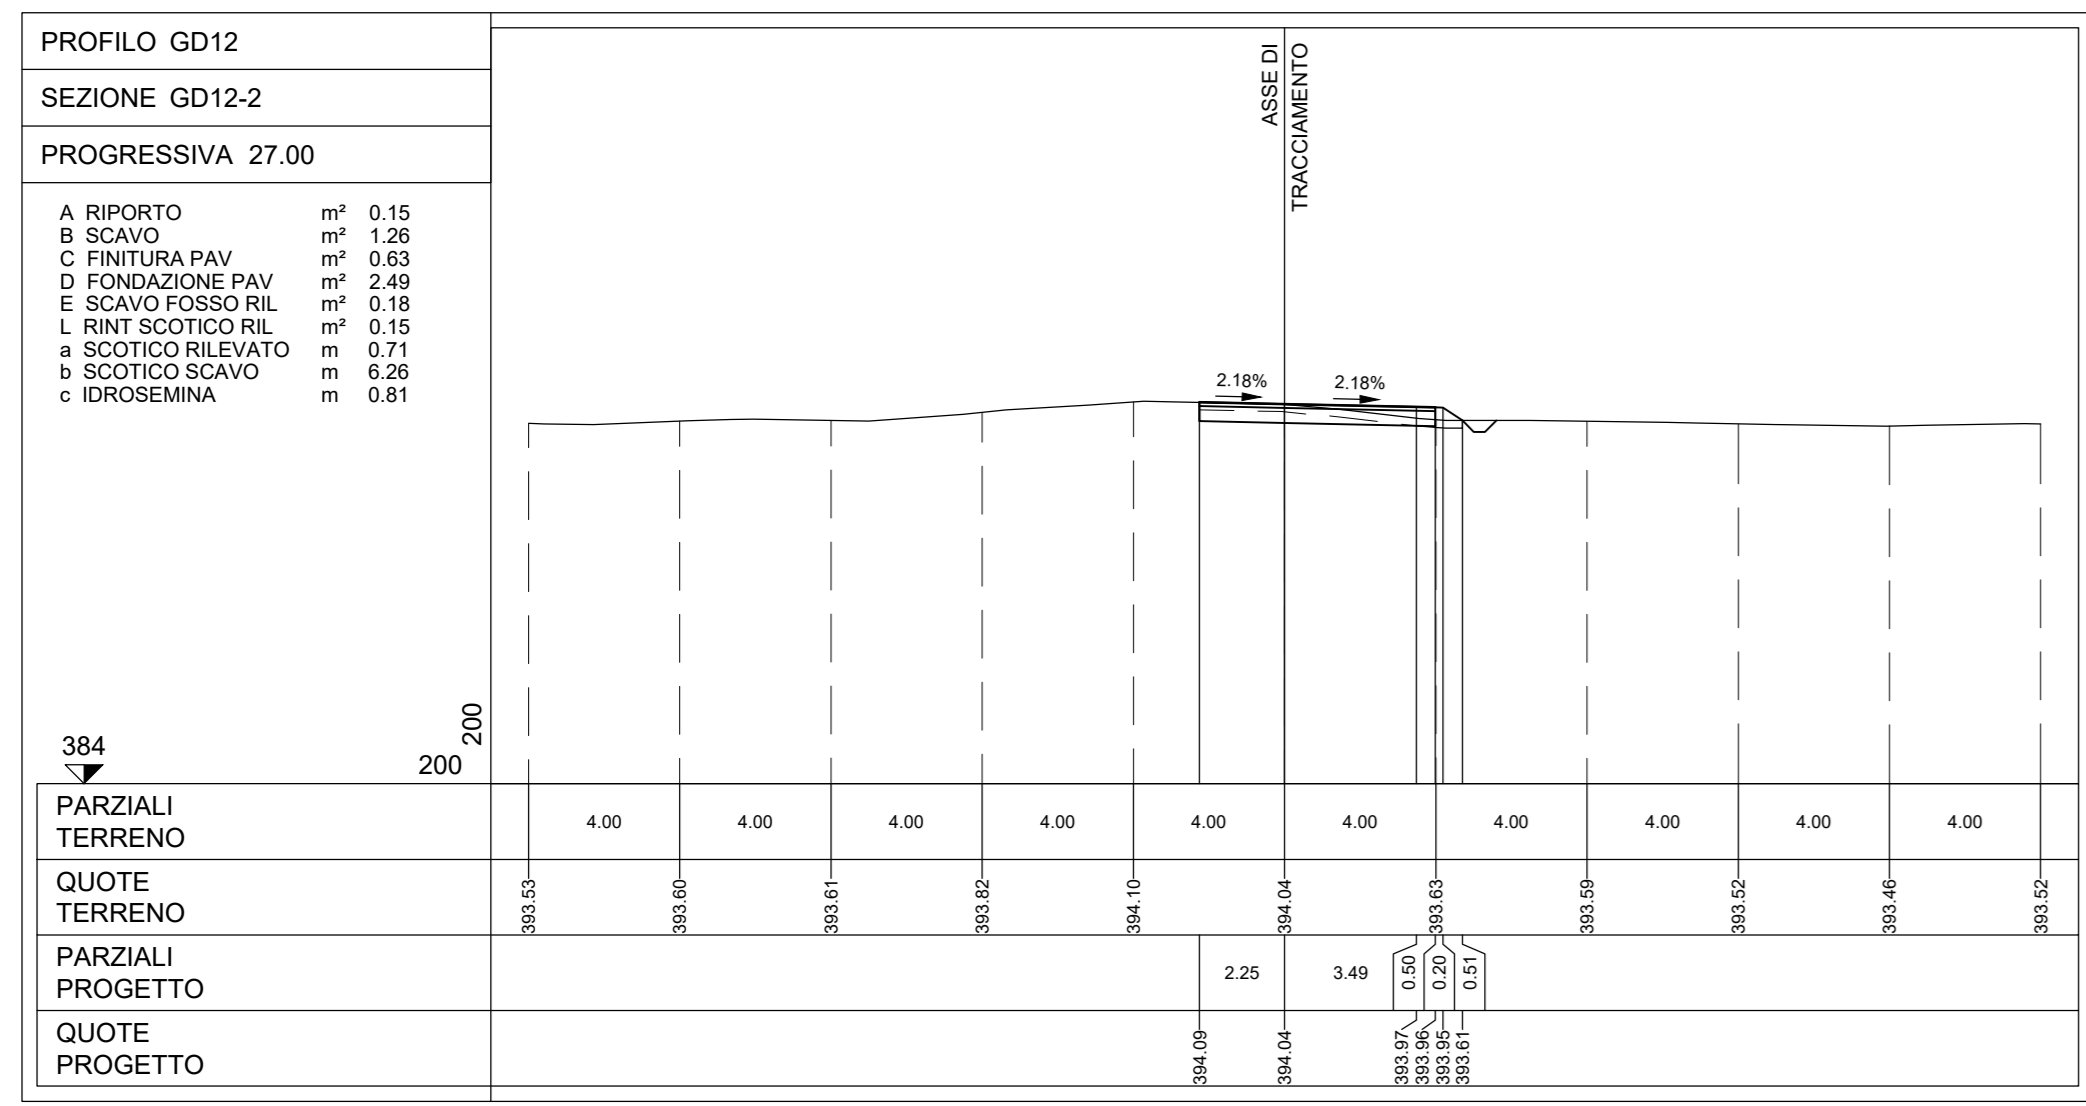 PROFILO GD12
SEZIONE GD12-2
PROGRESSIVA 27.00
A RIPORTO m² 0.15
B SCAVO m² 1.26
C FINITURA PAV m² 0.63
D FONDAZIONE PAV m² 2.49
E SCAVO FOSSO RIL m² 0.18
L RINT SCOTICO RIL m² 0.15
a SCOTICO RILEVATO m 0.71
b SCOTICO SCAVO m 6.26
c IDROSEMINA m 0.81
ASSE DI
TRACCIAMENTO
2.18% 2.18%
200
384
200
PARZIALI
TERRENO
4.00 4.00 4.00 4.00 4.00 4.00 4.00 4.00 4.00 4.00
QUOTE
TERRENO
393.53 393.60 393.61 393.82 394.10 394.04 393.63 393.59 393.52 393.46 393.52
PARZIALI
PROGETTO
2.25 3.49 0.50 0.20 0.51
QUOTE
PROGETTO
394.09 394.04 393.97 393.96 393.95 393.61